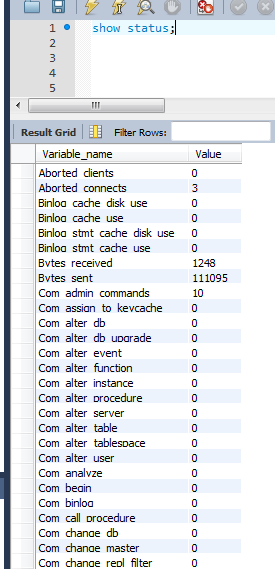 1 show status;
2
3
4
5
Result Grid Filter Rows:
Variable_name Value
Aborted_clients 0
Aborted_connects 3
Binlog_cache_disk_use 0
Binlog_cache_use 0
Binlog_stmt_cache_disk_use 0
Binlog_stmt_cache_use 0
Bytes_received 1248
Bytes_sent 111095
Com_admin_commands 10
Com_assign_to_keycache 0
Com_alter_db 0
Com_alter_db_upgrade 0
Com_alter_event 0
Com_alter_function 0
Com_alter_instance 0
Com_alter_procedure 0
Com_alter_server 0
Com_alter_table 0
Com_alter_tablespace 0
Com_alter_user 0
Com_analyze 0
Com_begin 0
Com_binlog 0
Com_call_procedure 0
Com_change_db 0
Com_change_master 0
Com_change_repl_filter 0